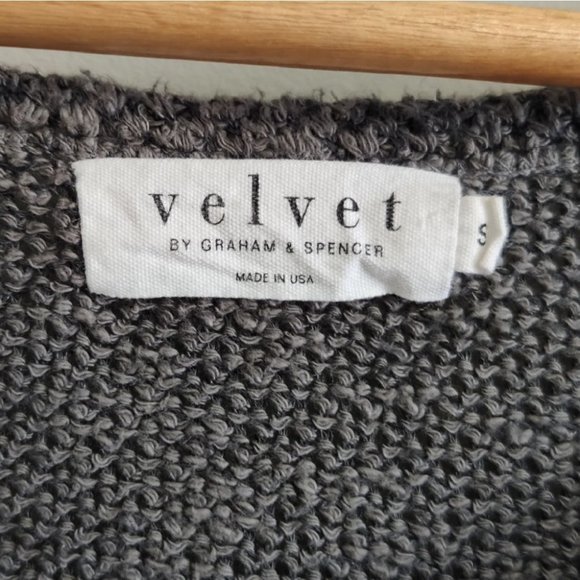 velvet
BY GRAHAM & SPENCER
MADE IN USA
S